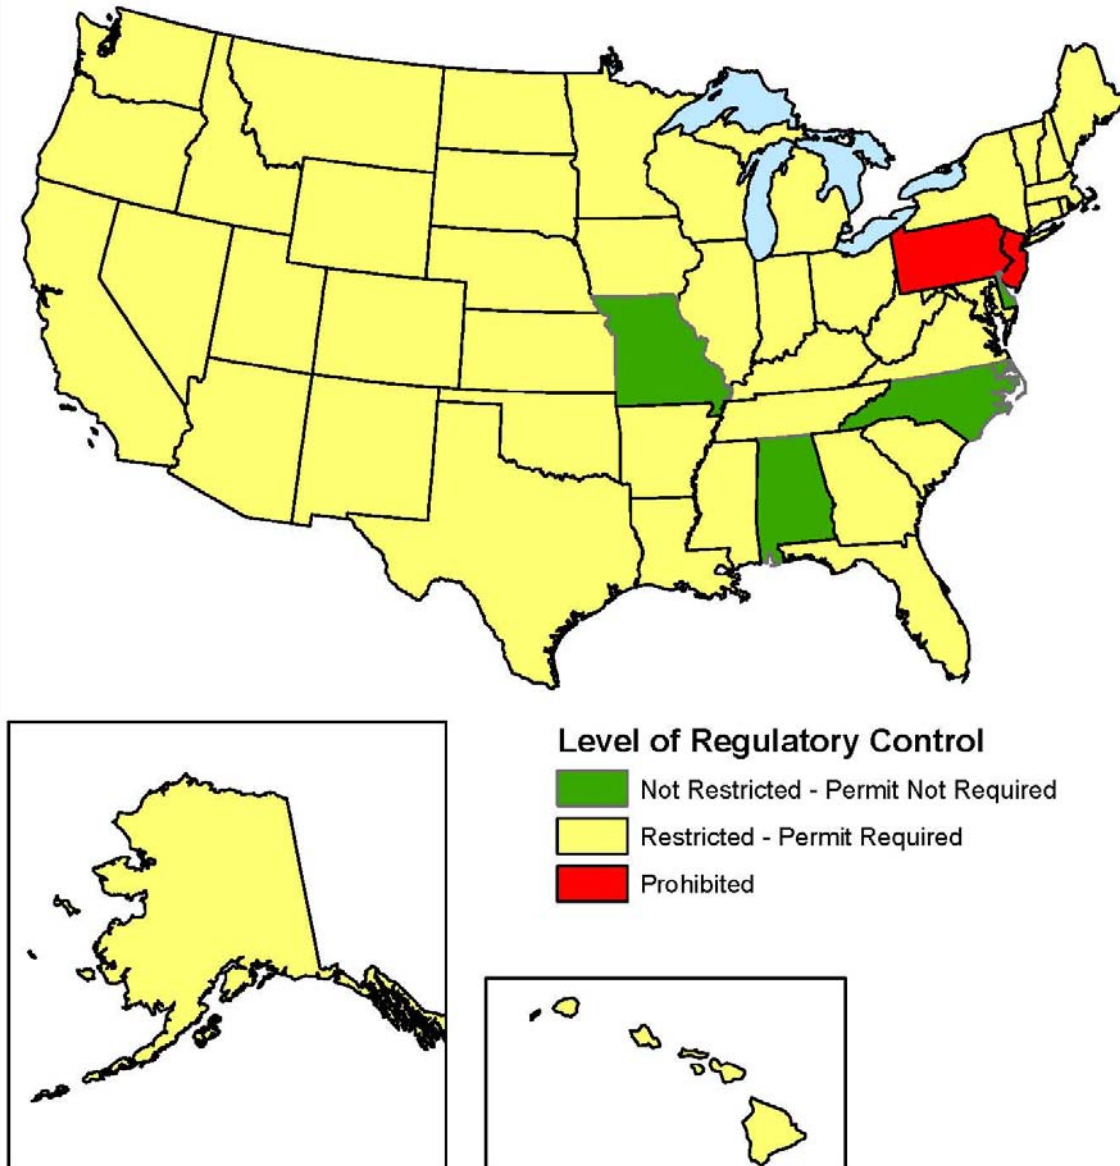 Level of Regulatory Control
Not Restricted - Permit Not Required
Restricted - Permit Required
Prohibited